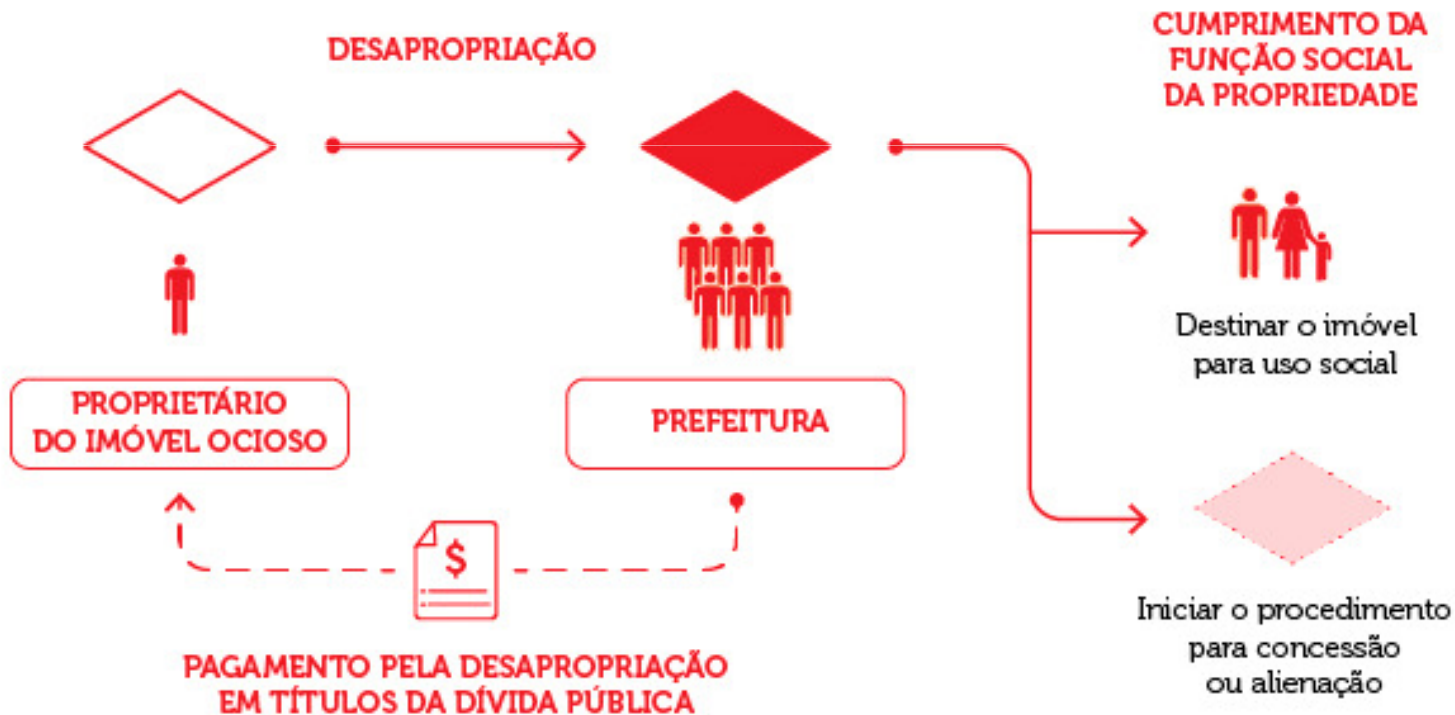 DESAPROPRIAÇÃO
CUMPRIMENTO DA
FUNÇÃO SOCIAL
DA PROPRIEDADE
PROPRIETÁRIO
DO IMÓVEL OCIOSO
PREFEITURA
Destinar o imóvel
para uso social
$
PAGAMENTO PELA DESAPROPRIAÇÃO
EM TÍTULOS DA DÍVIDA PÚBLICA
Iniciar o procedimento
para concessão
ou alienação